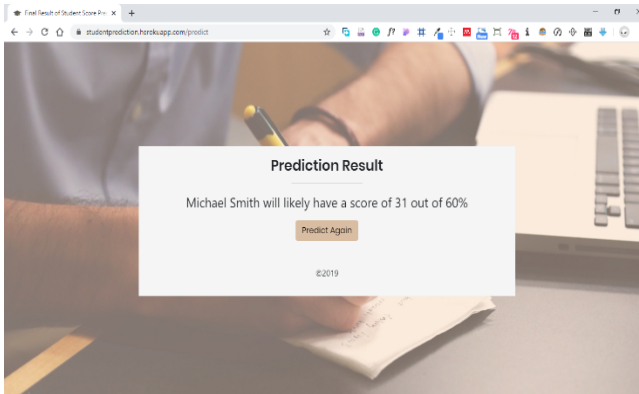 Final Result of Student Score Pre
studentprediction.herokuapp.com/predict
Prediction Result
Michael Smith will likely have a score of 31 out of 60%
Predict Again
©2019